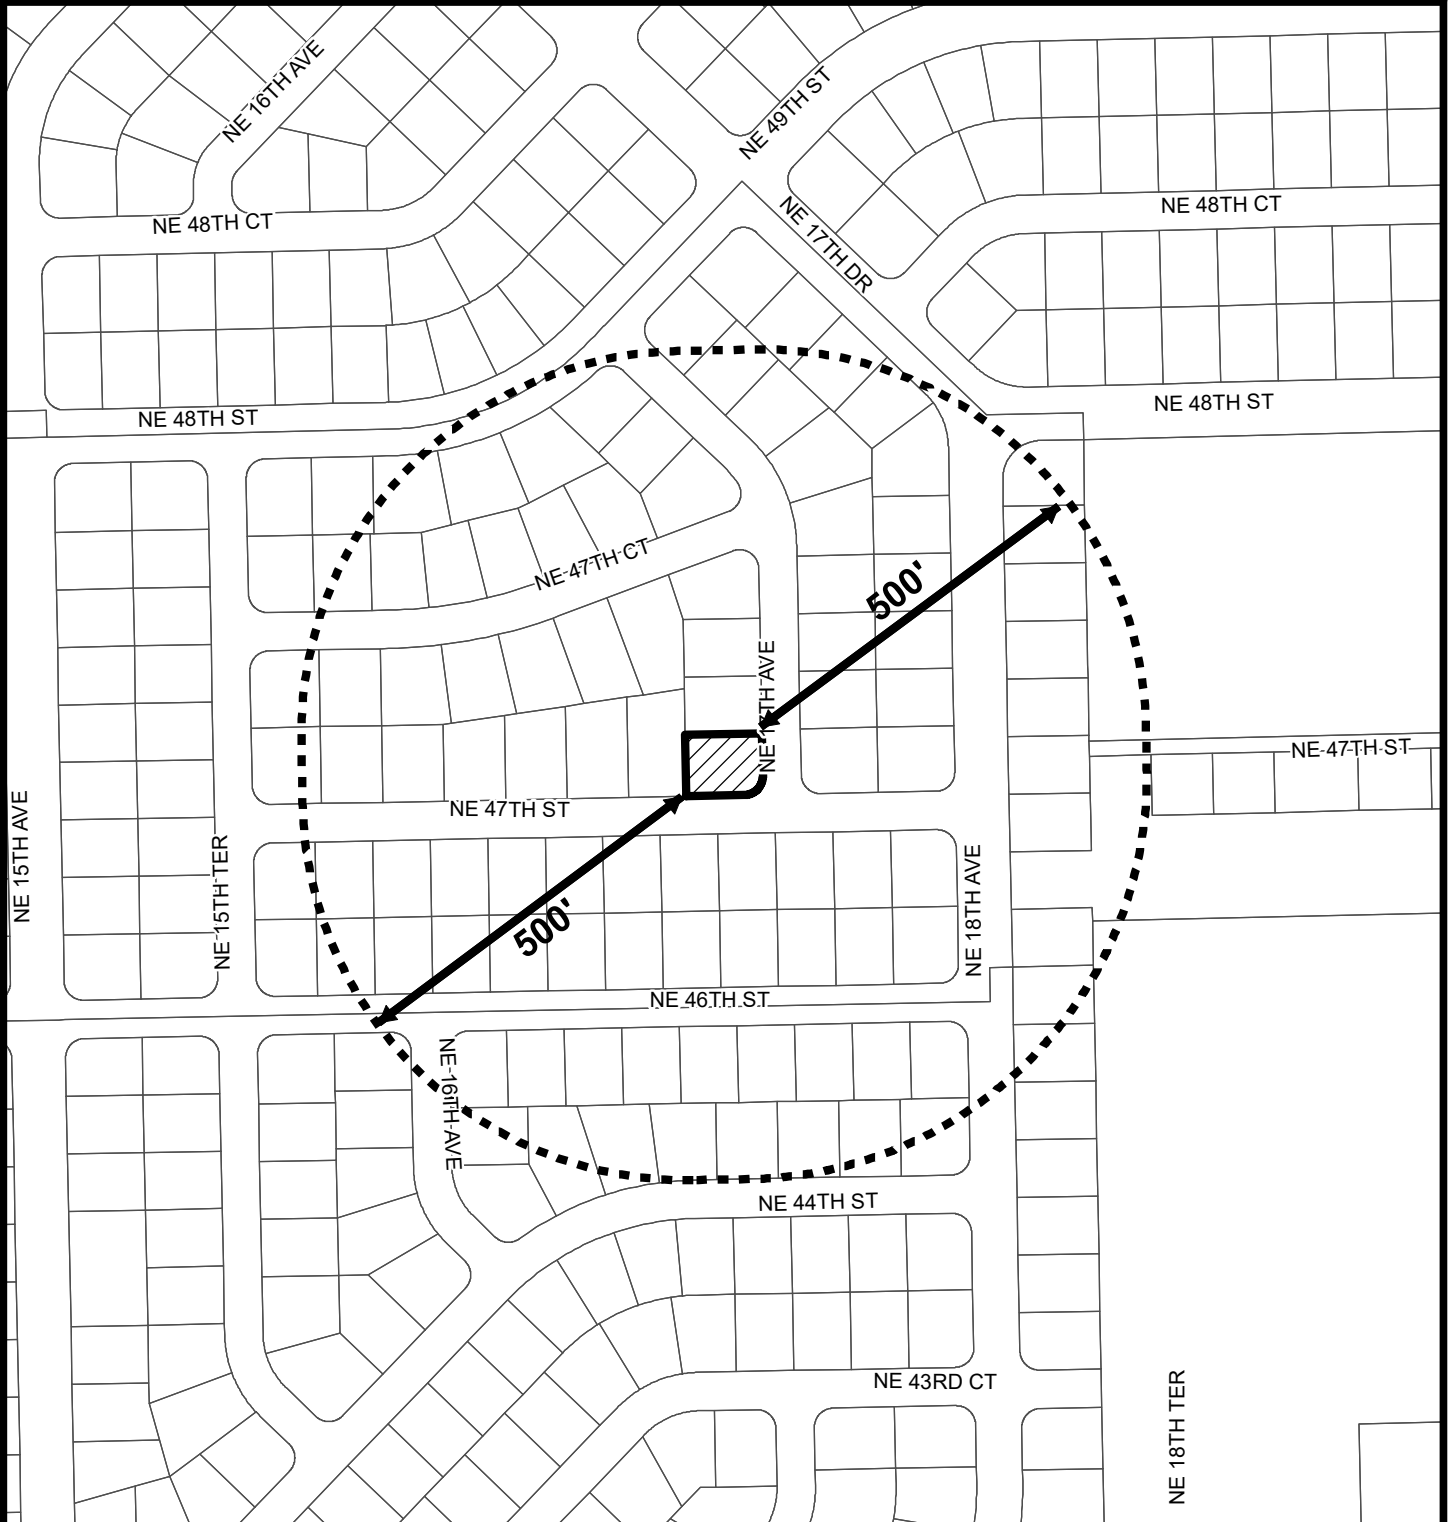 NE 16TH AVE
NE 49TH ST
NE 48TH CT
NE 17TH DR
NE 48TH CT
NE 48TH ST
NE 48TH ST
NE 47TH CT
500'
NE 17TH AVE
NE 47TH ST
NE 47TH ST
NE 15TH AVE
NE 15TH TER
NE 18TH AVE
500'
NE 46TH ST
NE 16TH AVE
NE 44TH ST
NE 43RD CT
NE 18TH TER